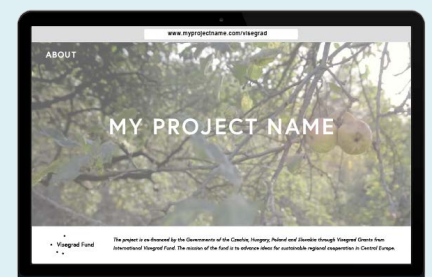 www.myprojectname.com/visegrad
ABOUT
MY PROJECT NAME
Visegrad Fund
The project is co-financed by the Governments of the Czechia, Hungary, Poland and Slovakia through Visegrad Grants from
International Visegrad Fund. The mission of the fund is to advance ideas for sustainable regional cooperation in Central Europe.